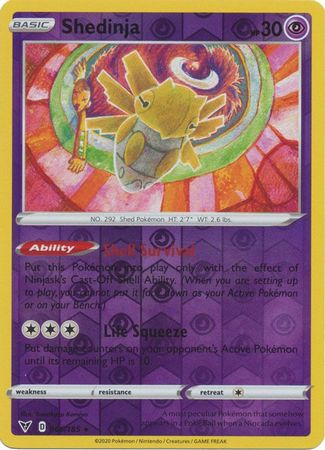 BASIC
Shedinja
HP30
NO. 292 Shed Pokémon HT: 2'7" WT: 2.6 lbs.
Ability
Shell Survival
Put this Pokémon into play only with the effect of
Ninjask's Cast-Off Shell Ability. (When you are setting up
to play, you cannot put it face down as your Active Pokémon
or on your Bench.)
Life Squeeze
Put damage counters on your opponent's Active Pokémon
until its remaining HP is 10.
weakness
resistance
retreat
Illus. Tomokazu Komiya
D
/185
A most peculiar Pokémon that somehow
appears in a Poké Ball when a Nincada evolves.
©2020 Pokémon / Nintendo / Creatures / GAME FREAK